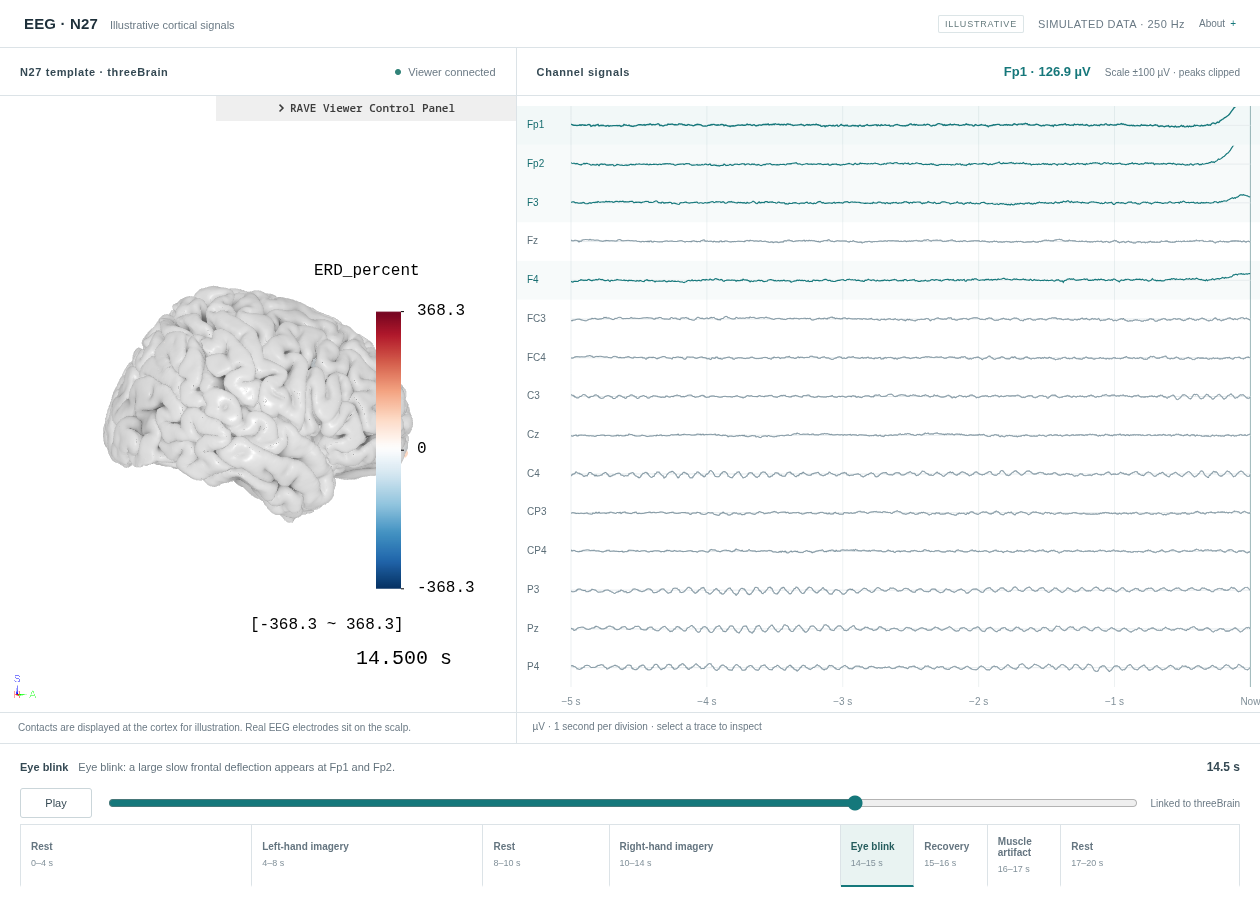 EEG · N27 Illustrative cortical signals ILLUSTRATIVE SIMULATED DATA · 250 Hz About +
N27 template · threeBrain Viewer connected
Channel signals Fp1 · 126.9 µV Scale ±100 µV · peaks clipped
RAVE Viewer Control Panel
ERD_percent
368.3
0
-368.3
[-368.3 ~ 368.3]
14.500 s
S
A
Contacts are displayed at the cortex for illustration. Real EEG electrodes sit on the scalp.
Fp1
Fp2
F3
Fz
F4
FC3
FC4
C3
Cz
C4
CP3
CP4
P3
Pz
P4
−5 s −4 s −3 s −2 s −1 s Now
µV · 1 second per division · select a trace to inspect
Eye blink Eye blink: a large slow frontal deflection appears at Fp1 and Fp2. 14.5 s
Play Linked to threeBrain
Rest
0–4 s
Left-hand imagery
4–8 s
Rest
8–10 s
Right-hand imagery
10–14 s
Eye blink
14–15 s
Recovery
15–16 s
Muscle
artifact
16–17 s
Rest
17–20 s